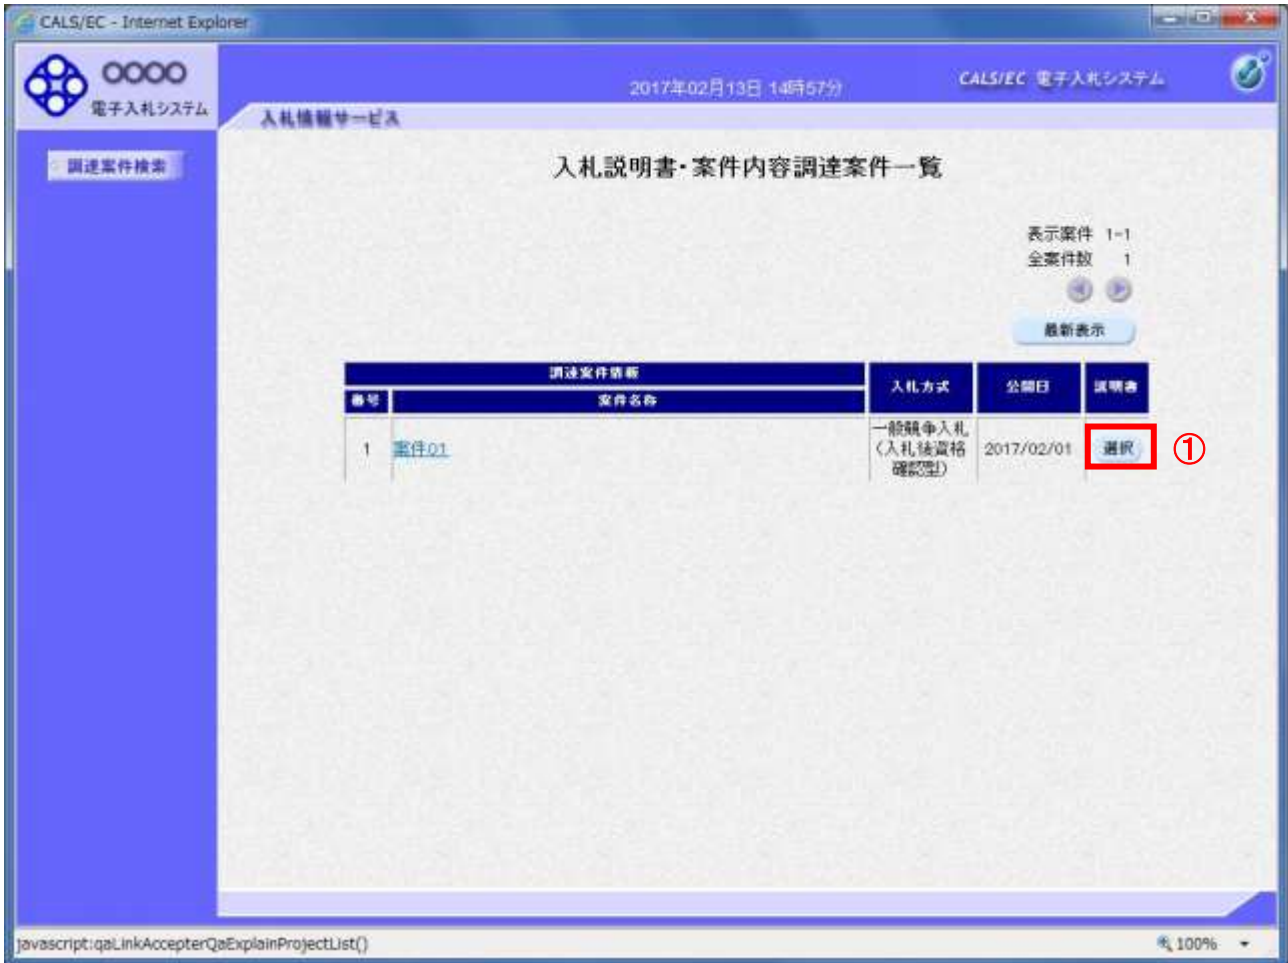 CALS/EC - Internet Explorer
〇〇〇〇
電子入札システム
2017年02月13日 14時57分
CALS/EC 電子入札システム
入札情報サービス
調達案件検索
入札説明書・案件内容調達案件一覧
表示案件 1-1
全案件数 1
最新表示
調達案件情報
入札方式 公開日 説明書
番号 案件名称
1 案件01
一般競争入札
(入札後資格
確認型)
2017/02/01
選択
①
javascript:qaLinkAccepterQaExplainProjectList()
100%